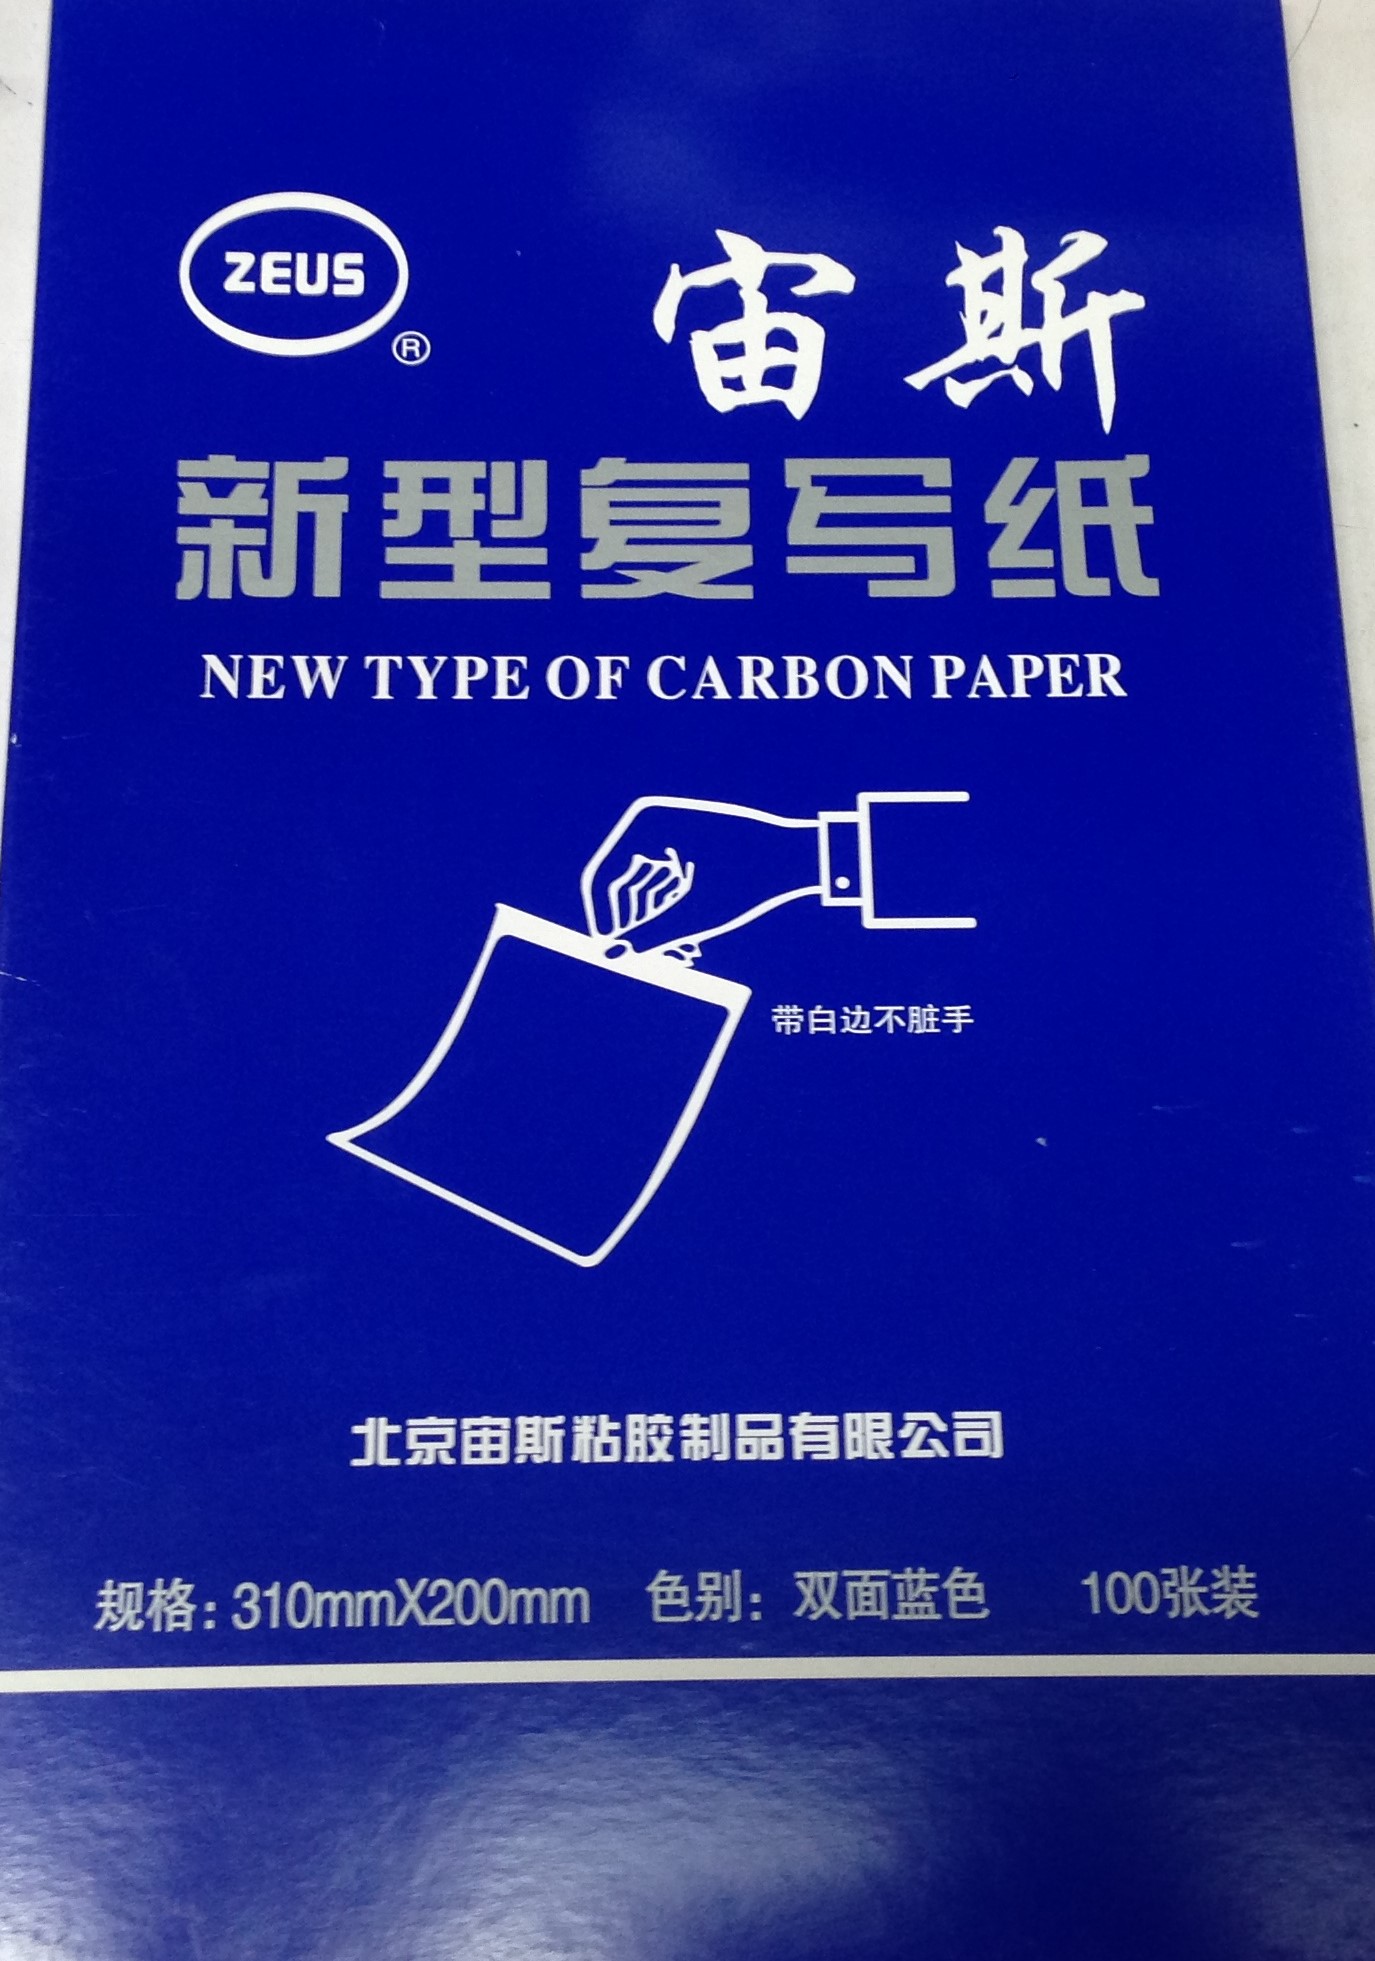 ZEUS
®
宙斯
新型复写纸
NEW TYPE OF CARBON PAPER
带白边不脏手
北京宙斯粘胶制品有限公司
规格: 310mmX200mm 色别: 双面蓝色 100张装